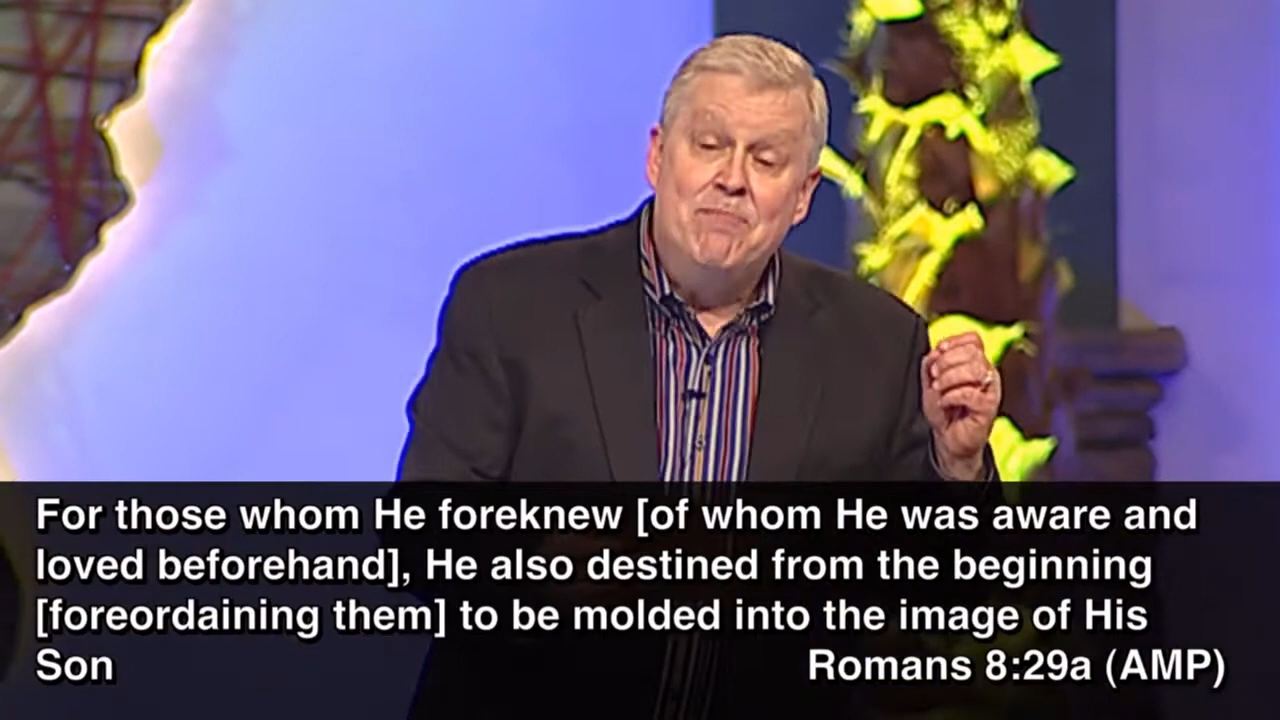 For those whom He foreknew [of whom He was aware and
loved beforehand], He also destined from the beginning
[foreordaining them] to be molded into the image of His
Son Romans 8:29a (AMP)